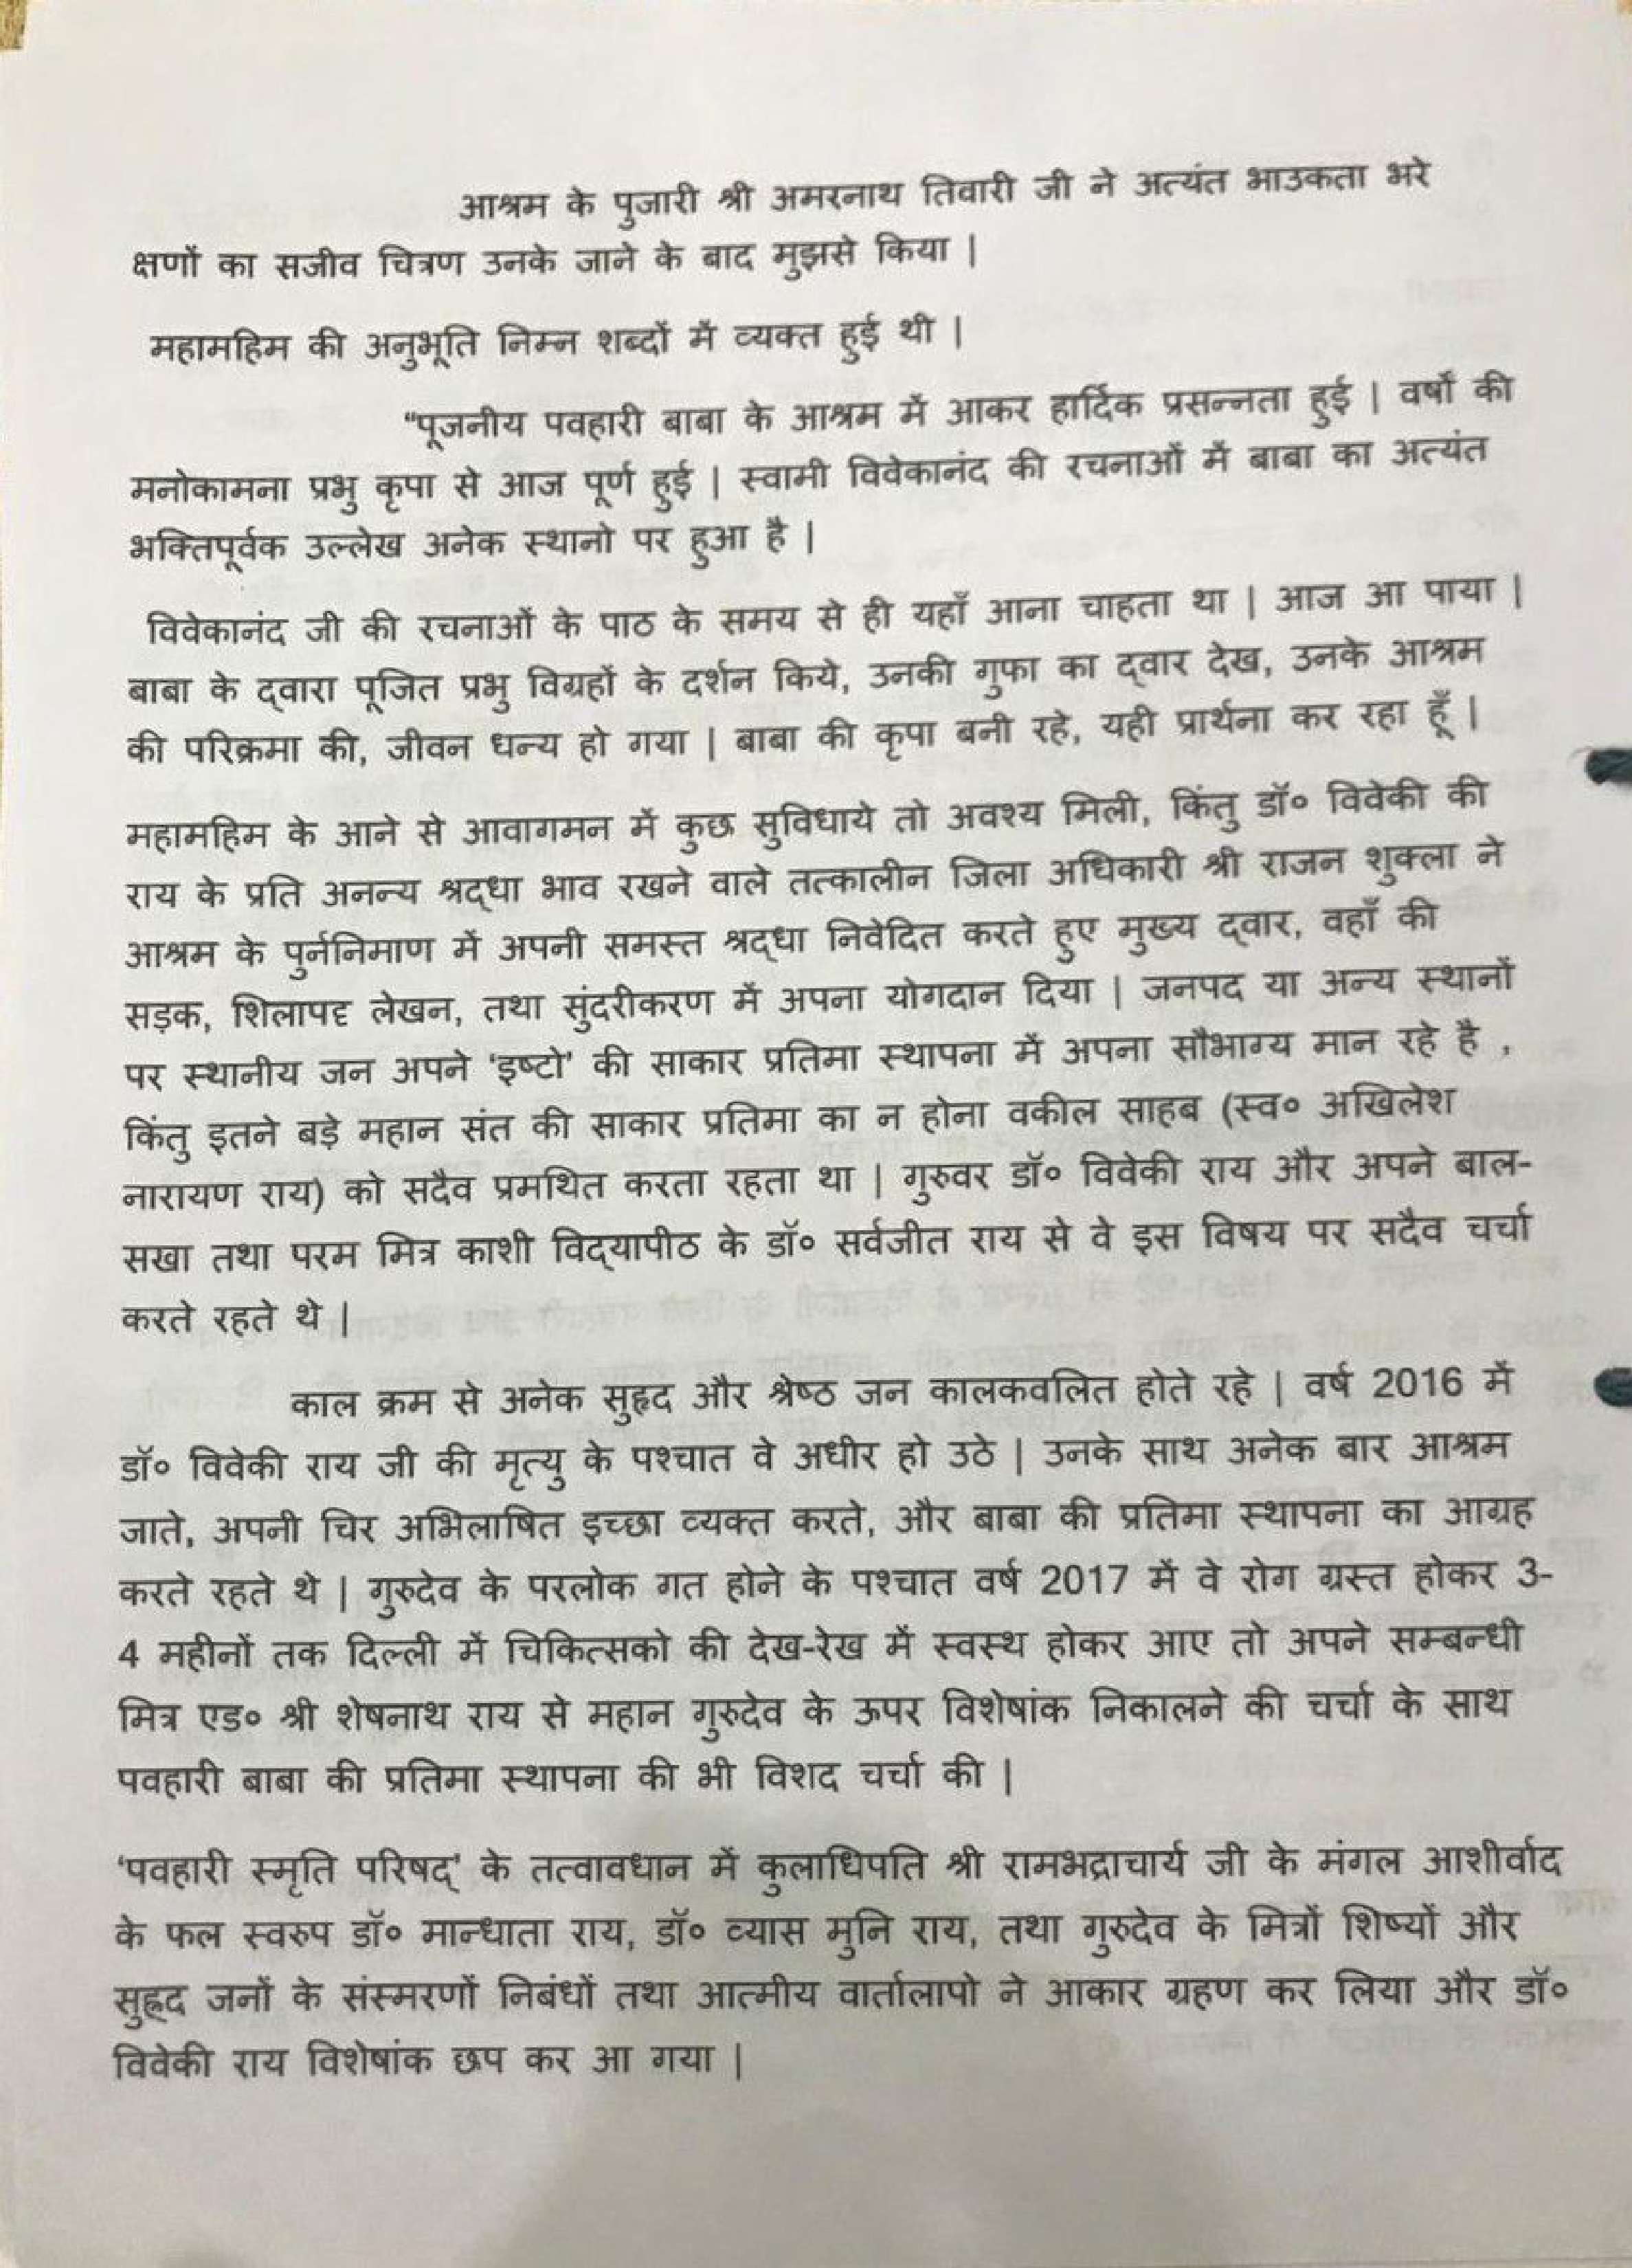 आश्रम के पुजारी श्री अमरनाथ तिवारी जी ने अत्यंत भाउकता भरे
क्षणों का सजीव चित्रण उनके जाने के बाद मुझसे किया |
महामहिम की अनुभूति निम्न शब्दों में व्यक्त हुई थी |
“पूजनीय पवहारी बाबा के आश्रम में आकर हार्दिक प्रसन्नता हुई | वर्षों की
मनोकामना प्रभु कृपा से आज पूर्ण हुई | स्वामी विवेकानंद की रचनाओं में बाबा का अत्यंत
भक्तिपूर्वक उल्लेख अनेक स्थानो पर हुआ है |
विवेकानंद जी की रचनाओं के पाठ के समय से ही यहाँ आना चाहता था | आज आ पाया |
बाबा के द्वारा पूजित प्रभु विग्रहों के दर्शन किये, उनकी गुफा का द्वार देख, उनके आश्रम
की परिक्रमा की, जीवन धन्य हो गया | बाबा की कृपा बनी रहे, यही प्रार्थना कर रहा हूँ |
महामहिम के आने से आवागमन में कुछ सुविधाये तो अवश्य मिली, किंतु डॉ० विवेकी की
राय के प्रति अनन्य श्रद्धा भाव रखने वाले तत्कालीन जिला अधिकारी श्री राजन शुक्ला ने
आश्रम के पुर्ननिमाण में अपनी समस्त श्रद्धा निवेदित करते हुए मुख्य द्वार, वहाँ की
सड़क, शिलापट्ट लेखन, तथा सुंदरीकरण में अपना योगदान दिया | जनपद या अन्य स्थानों
पर स्थानीय जन अपने ‘इष्टो’ की साकार प्रतिमा स्थापना में अपना सौभाग्य मान रहे है ,
किंतु इतने बड़े महान संत की साकार प्रतिमा का न होना वकील साहब (स्व० अखिलेश
नारायण राय) को सदैव प्रमथित करता रहता था | गुरुवर डॉ० विवेकी राय और अपने बाल-
सखा तथा परम मित्र काशी विद्यापीठ के डॉ० सर्वजीत राय से वे इस विषय पर सदैव चर्चा
करते रहते थे |
काल क्रम से अनेक सुहृद और श्रेष्ठ जन कालकवलित होते रहे | वर्ष 2016 में
डॉ० विवेकी राय जी की मृत्यु के पश्चात वे अधीर हो उठे | उनके साथ अनेक बार आश्रम
जाते, अपनी चिर अभिलाषित इच्छा व्यक्त करते, और बाबा की प्रतिमा स्थापना का आग्रह
करते रहते थे | गुरुदेव के परलोक गत होने के पश्चात वर्ष 2017 में वे रोग ग्रस्त होकर 3-
4 महीनों तक दिल्ली में चिकित्सको की देख-रेख में स्वस्थ होकर आए तो अपने सम्बन्धी
मित्र एड० श्री शेषनाथ राय से महान गुरुदेव के ऊपर विशेषांक निकालने की चर्चा के साथ
पवहारी बाबा की प्रतिमा स्थापना की भी विशद चर्चा की |
‘पवहारी स्मृति परिषद्’ के तत्वावधान में कुलाधिपति श्री रामभद्राचार्य जी के मंगल आशीर्वाद
के फल स्वरुप डॉ० मान्धाता राय, डॉ० व्यास मुनि राय, तथा गुरुदेव के मित्रों शिष्यों और
सुहृद जनों के संस्मरणों निबंधों तथा आत्मीय वार्तालापो ने आकार ग्रहण कर लिया और डॉ०
विवेकी राय विशेषांक छप कर आ गया |